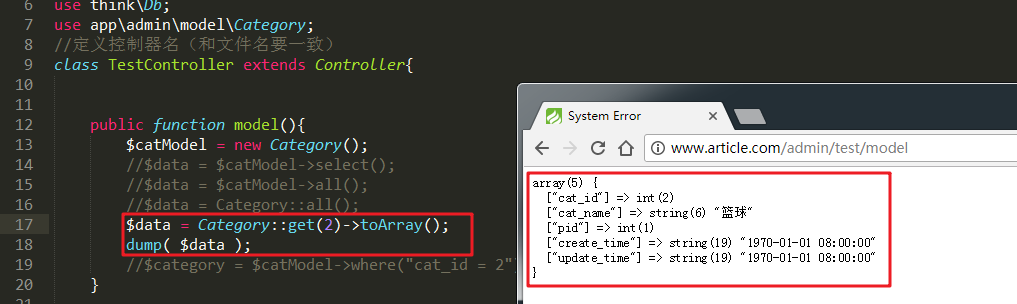 6 use think\Db;
7 use app\admin\model\Category;
8 //定义控制器名（和文件名要一致）
9 class TestController extends Controller{
10
11
12 public function model(){
13 $catModel = new Category();
14 //$data = $catModel->select();
15 //$data = $catModel->all();
16 //$data = Category::all();
17 $data = Category::get(2)->toArray();
18 dump( $data );
19 //$category = $catModel->where("cat_id = 2")
20 }
System Error
www.article.com/admin/test/model
array(5) {
["cat_id"] => int(2)
["cat_name"] => string(6) "篮球"
["pid"] => int(1)
["create_time"] => string(19) "1970-01-01 08:00:00"
["update_time"] => string(19) "1970-01-01 08:00:00"
}